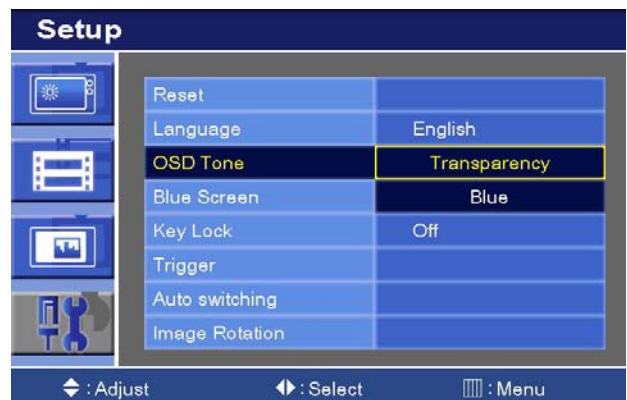 Setup
Reset
Language English
OSD Tone Transparency
Blue Screen Blue
Key Lock Off
Trigger
Auto switching
Image Rotation
: Adjust : Select : Menu